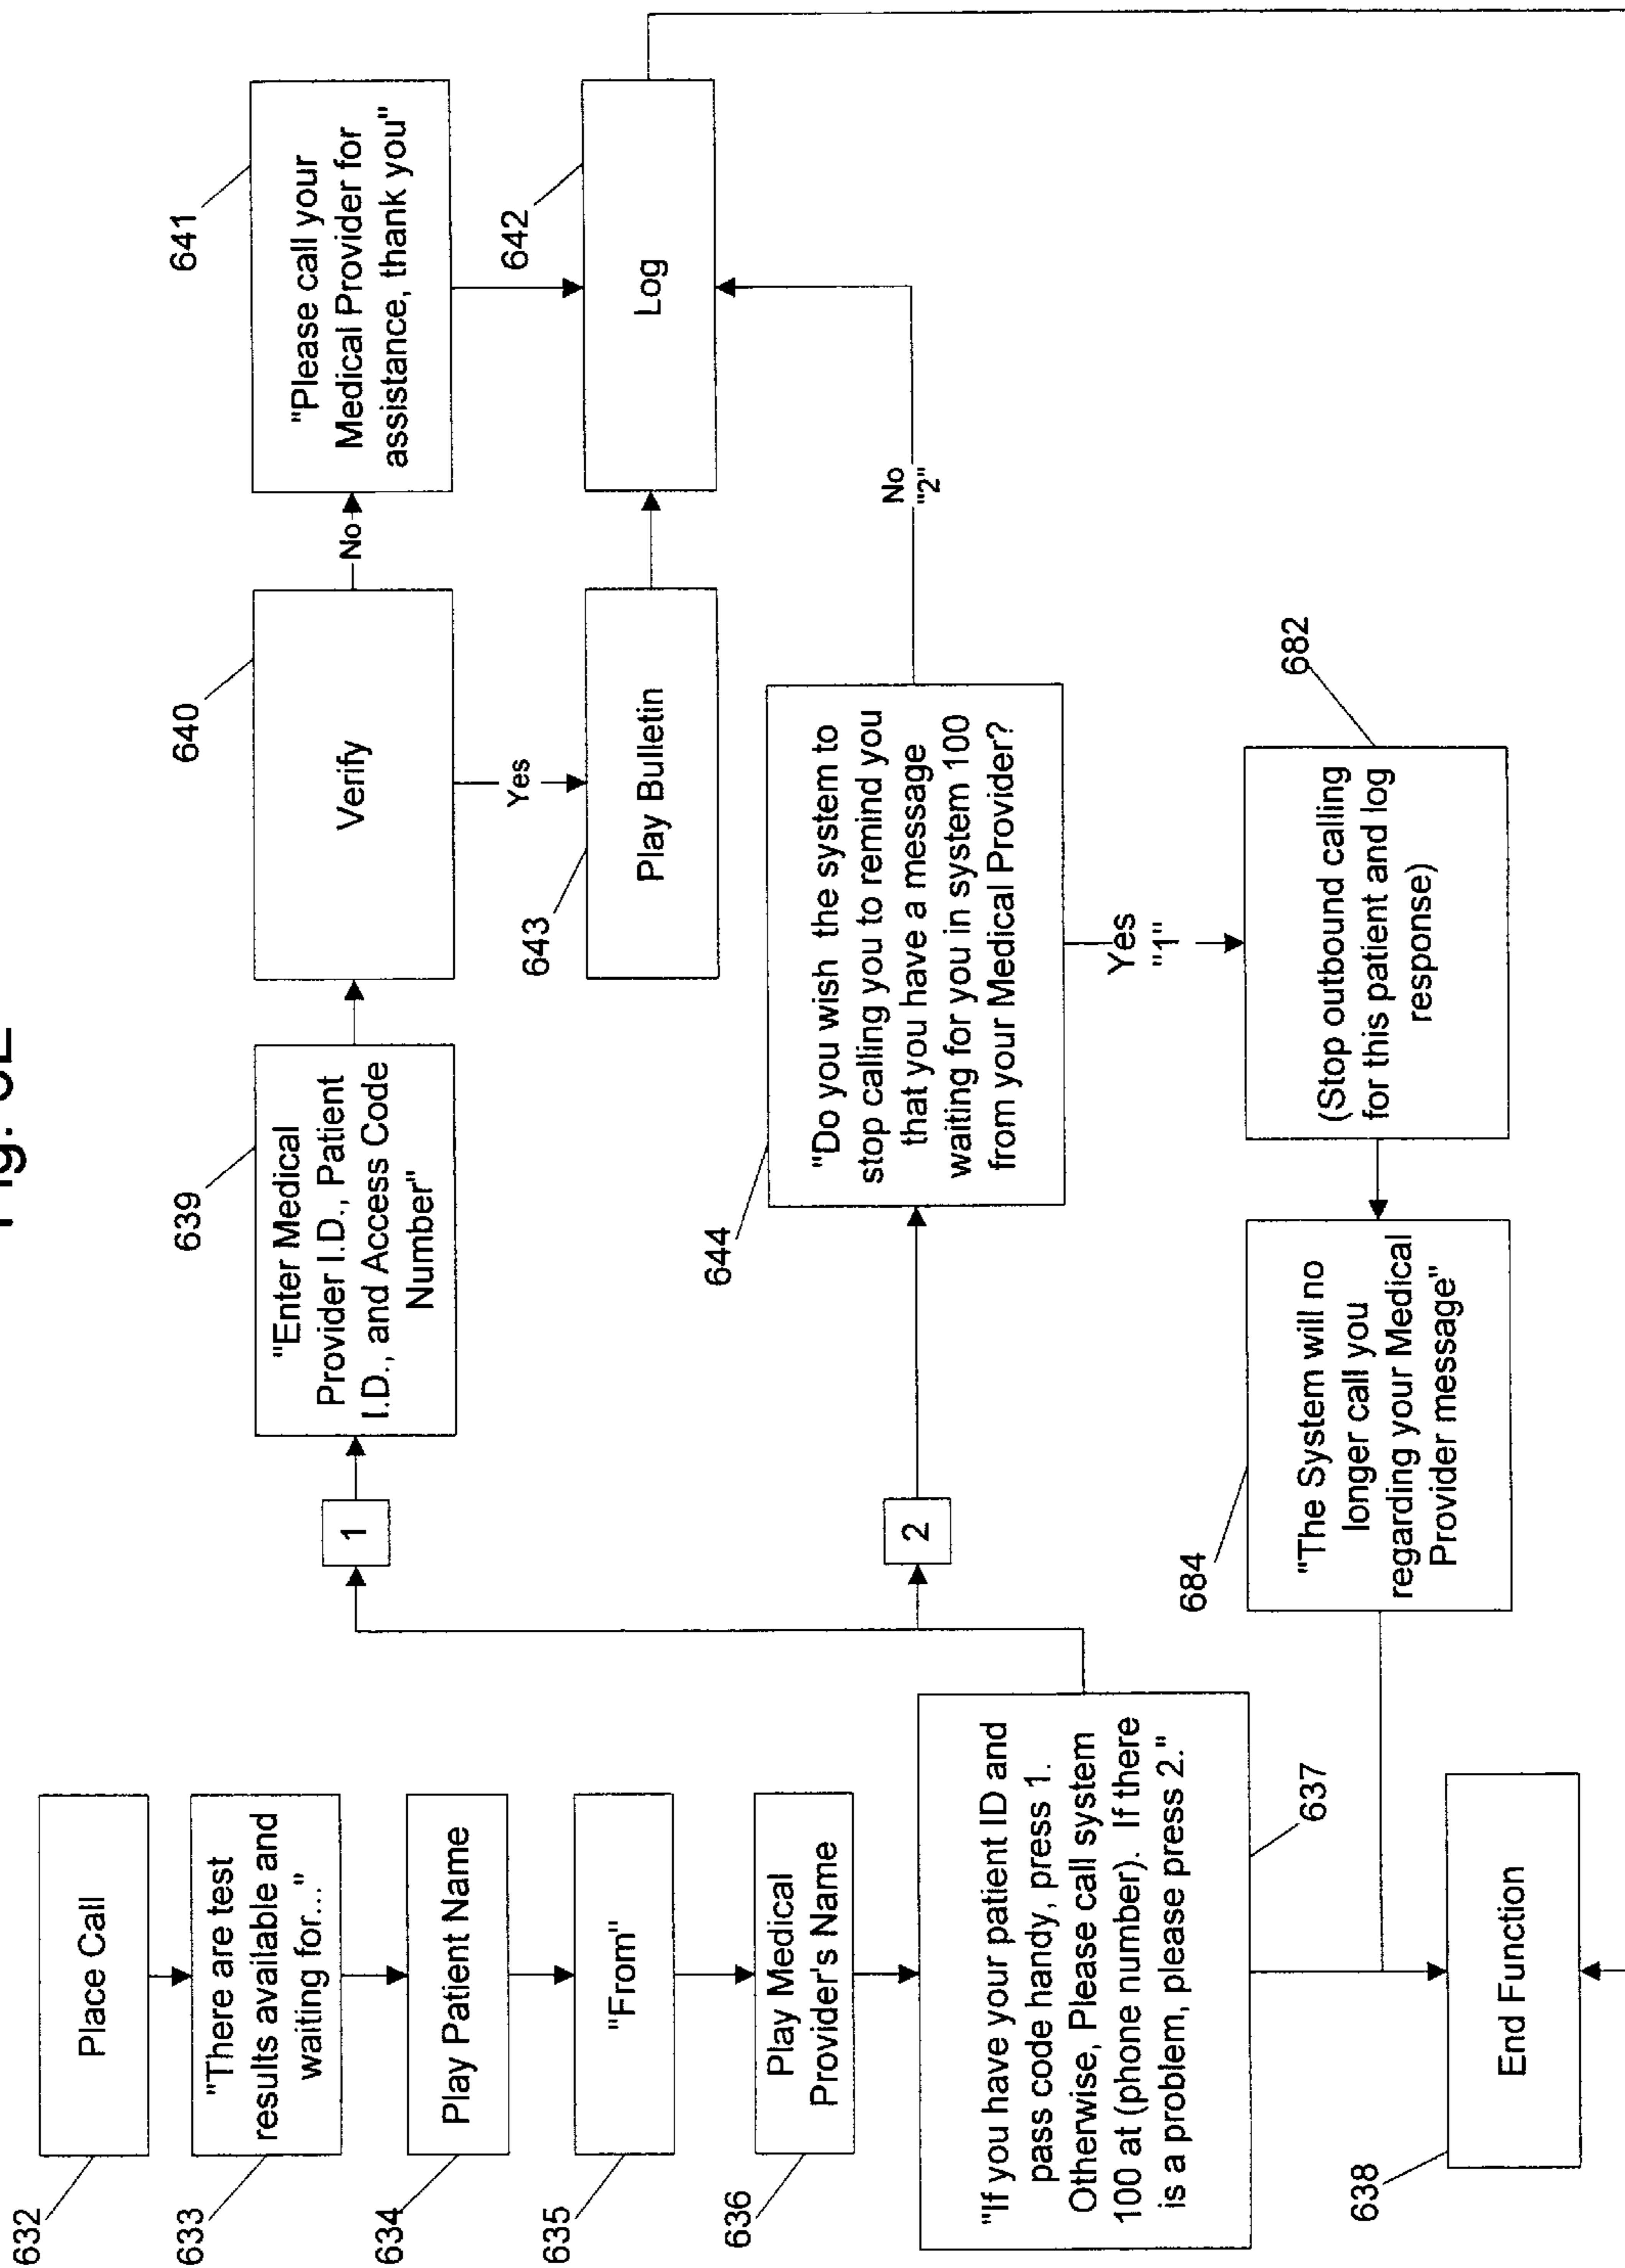 632
Place Call
633
"There are test
results available and
waiting for..."
634
Play Patient Name
635
"From"
636
Play Medical
Provider's Name
"If you have your patient ID and
pass code handy, press 1.
Otherwise, Please call system
100 at (phone number). If there
is a problem, please press 2."
637
638
End Function
1
639
"Enter Medical
Provider I.D., Patient
I.D., and Access Code
Number"
640
Verify
No
641
"Please call your
Medical Provider for
assistance, thank you"
Yes
643
Play Bulletin
642
Log
2
644
"Do you wish the system to
stop calling you to remind you
that you have a message
waiting for you in system 100
from your Medical Provider?
No
"2"
Yes
"1"
682
(Stop outbound calling
for this patient and log
response)
684
"The System will no
longer call you
regarding your Medical
Provider message"